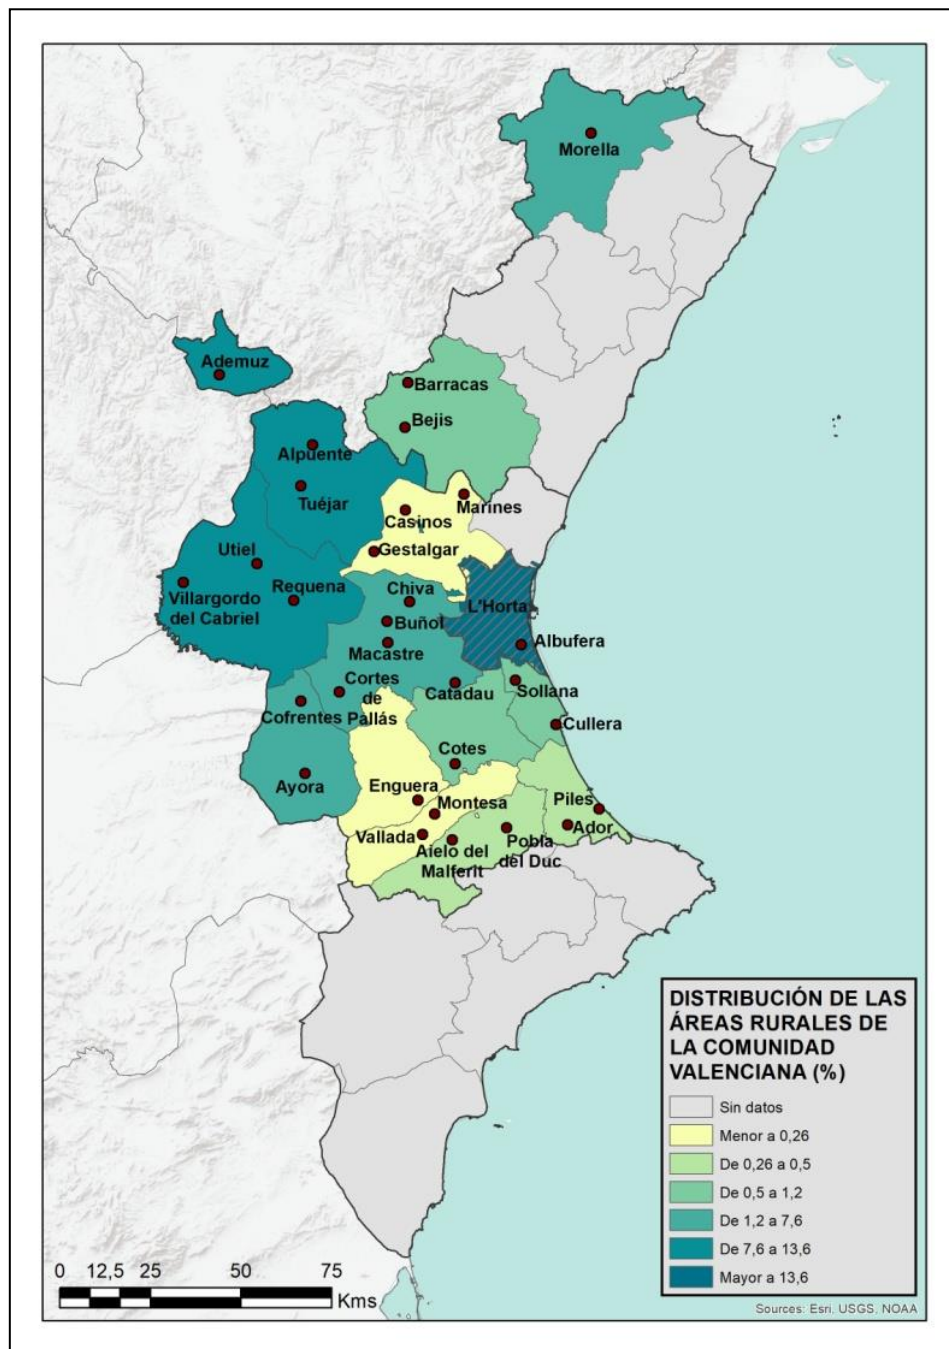 Morella
Ademuz
Barracas
Bejis
Alpuente
Tuéjar
Marines
Casinos
Gestalgar
Utiel
Requena
Villargordo
del Cabriel
Chiva
L'Horta
Buñol
Albufera
Macastre
Cortes
de
Pallás
Catadau
Sollana
Cofrentes
Cullera
Cotes
Ayora
Enguera
Montesa
Piles
Ador
Vallada
Aielo del
Malferit
Pobla
del Duc
DISTRIBUCIÓN DE LAS
ÁREAS RURALES DE
LA COMUNIDAD
VALENCIANA (%)
Sin datos
Menor a 0,26
De 0,26 a 0,5
De 0,5 a 1,2
De 1,2 a 7,6
De 7,6 a 13,6
Mayor a 13,6
0 12,5 25 50 75
Kms
Sources: Esri, USGS, NOAA